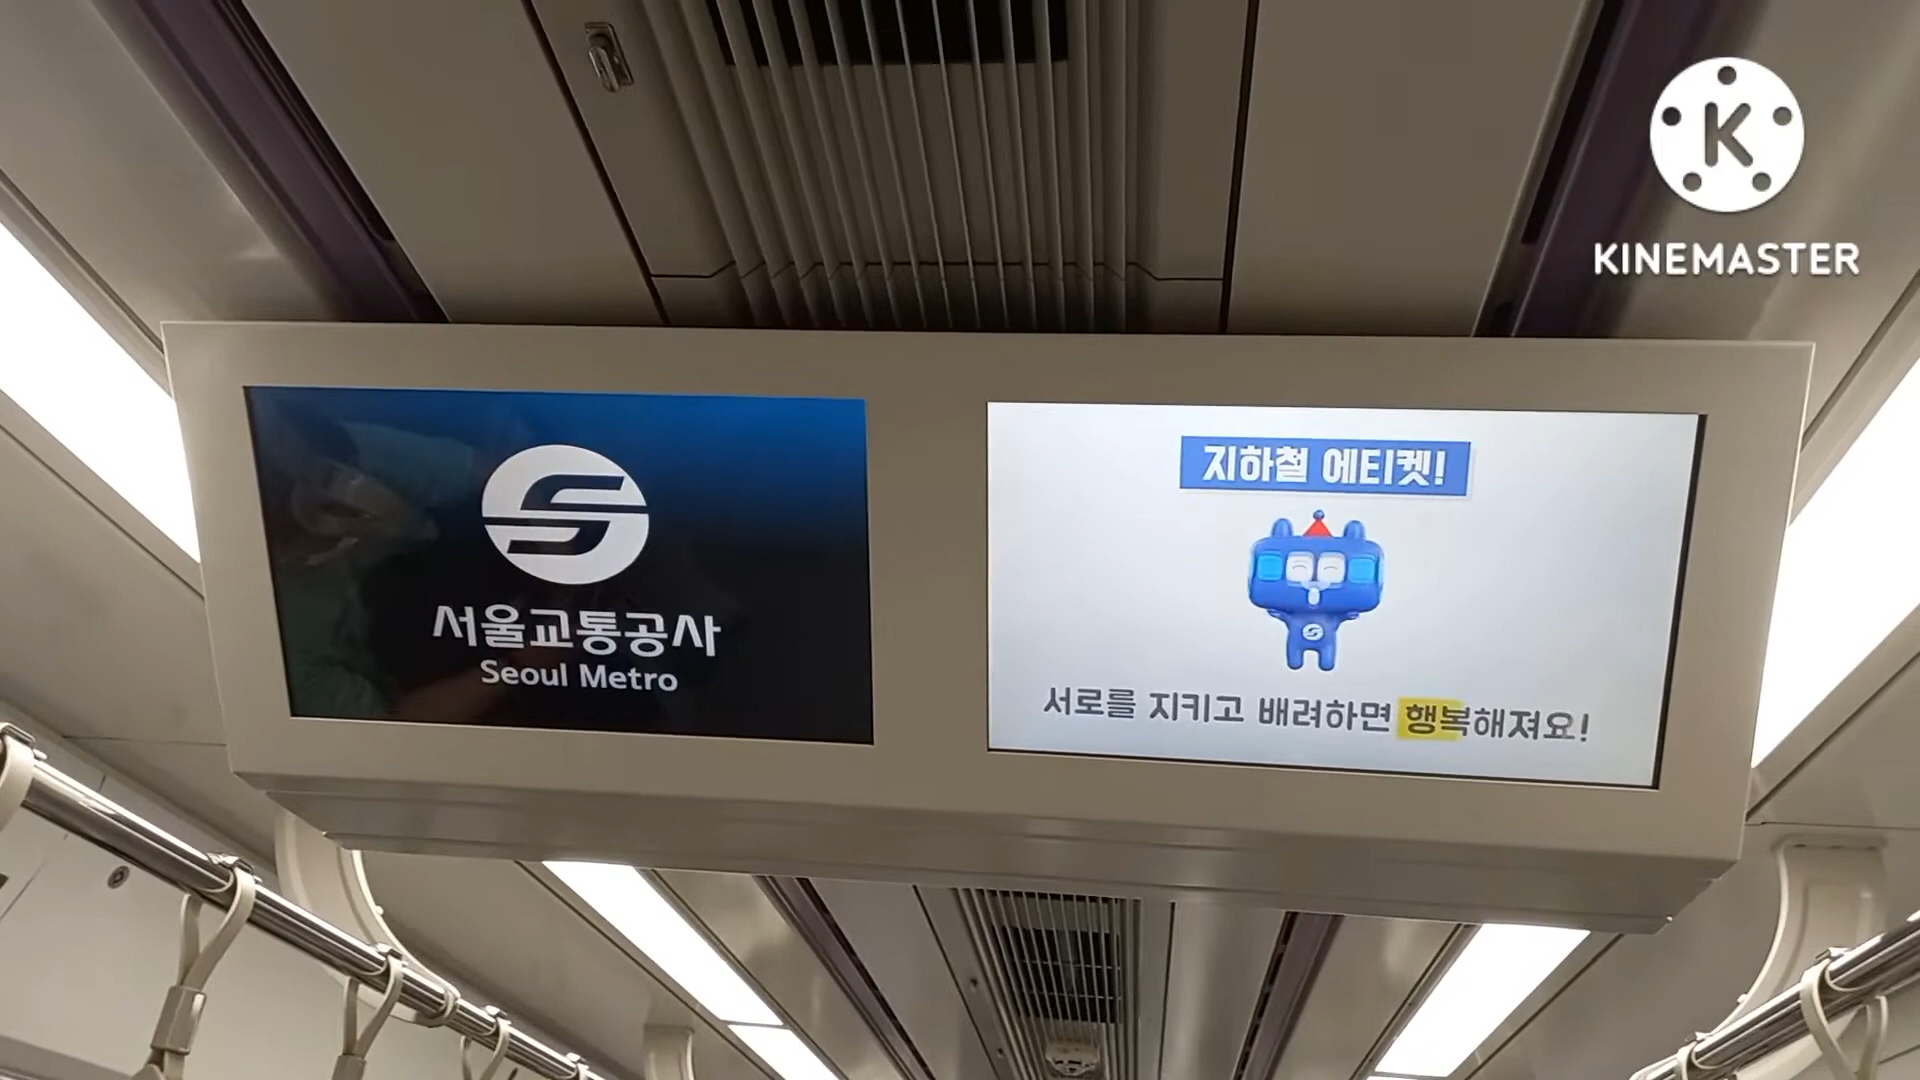 K
KINEMASTER
서울교통공사
Seoul Metro
지하철 에티켓!
서로를 지키고 배려하면 행복해져요!